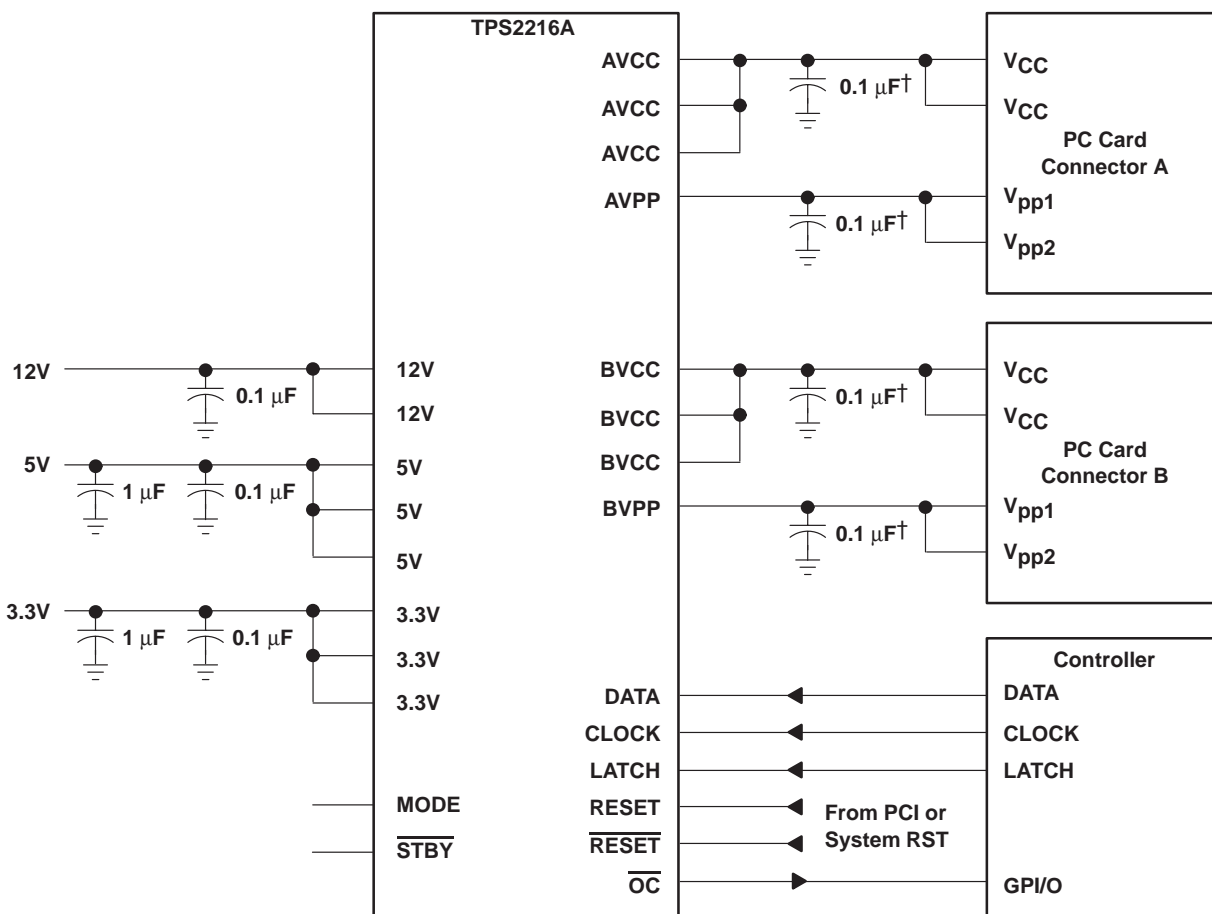 TPS2216A
AVCC
AVCC
AVCC
AVPP
0.1 μF†
0.1 μF†
VCC
VCC
PC Card
Connector A
Vpp1
Vpp2
12V
0.1 μF
12V
12V
5V
1 μF
0.1 μF
5V
5V
5V
3.3V
1 μF
0.1 μF
3.3V
3.3V
3.3V
MODE
STBY
BVCC
BVCC
BVCC
BVPP
0.1 μF†
0.1 μF†
VCC
VCC
PC Card
Connector B
Vpp1
Vpp2
DATA
CLOCK
LATCH
RESET
RESET
OC
From PCI or
System RST
Controller
DATA
CLOCK
LATCH
GPI/O